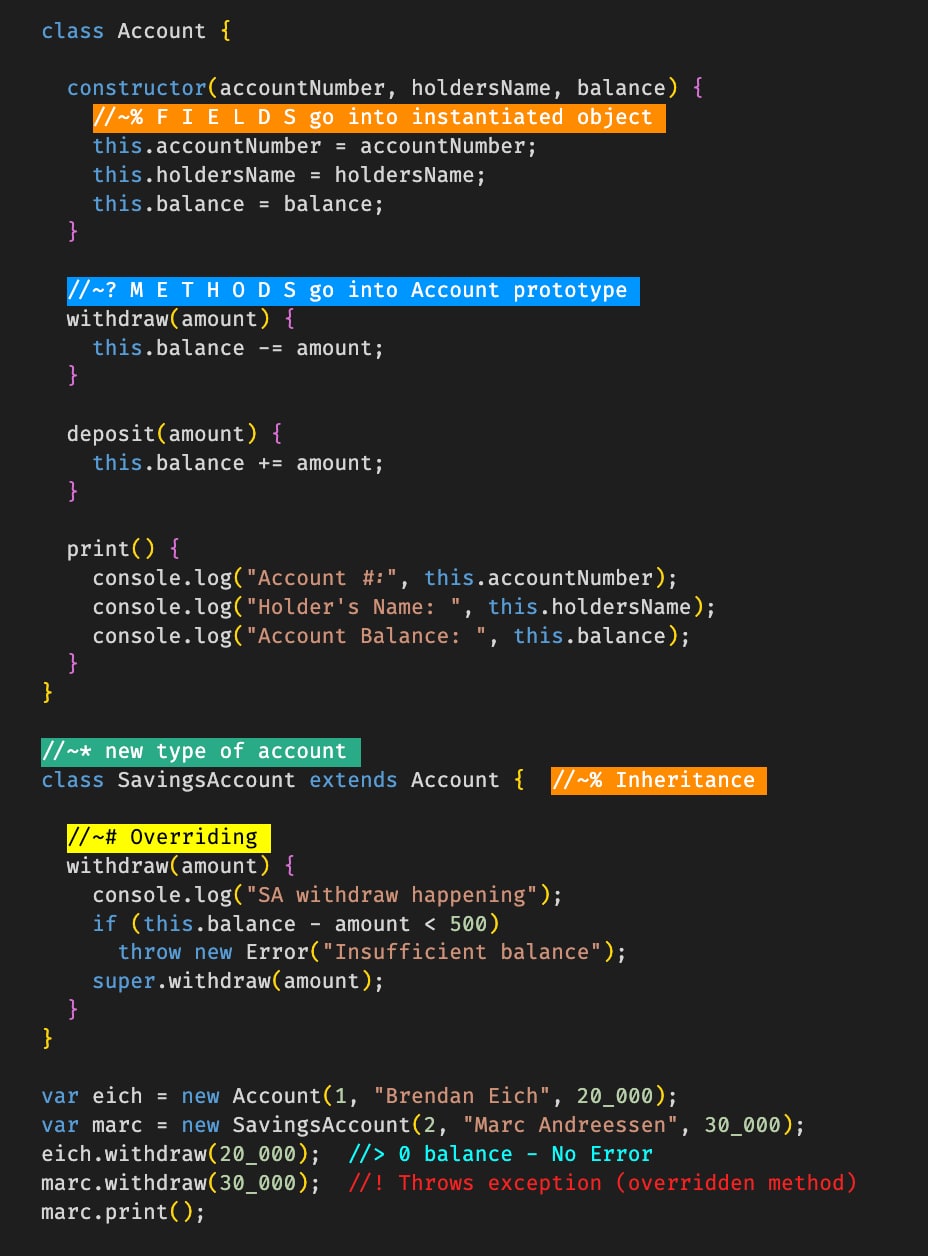 class Account {
constructor(accountNumber, holdersName, balance) {
//~% F I E L D S go into instantiated object
this.accountNumber = accountNumber;
this.holdersName = holdersName;
this.balance = balance;
}
//~? M E T H O D S go into Account prototype
withdraw(amount) {
this.balance -= amount;
}
deposit(amount) {
this.balance += amount;
}
print() {
console.log("Account #:", this.accountNumber);
console.log("Holder's Name: ", this.holdersName);
console.log("Account Balance: ", this.balance);
}
}
//~* new type of account
class SavingsAccount extends Account { //~% Inheritance
//~# Overriding
withdraw(amount) {
console.log("SA withdraw happening");
if (this.balance - amount < 500)
throw new Error("Insufficient balance");
super.withdraw(amount);
}
}
var eich = new Account(1, "Brendan Eich", 20_000);
var marc = new SavingsAccount(2, "Marc Andreessen", 30_000);
eich.withdraw(20_000); //> 0 balance - No Error
marc.withdraw(30_000); //! Throws exception (overridden method)
marc.print();